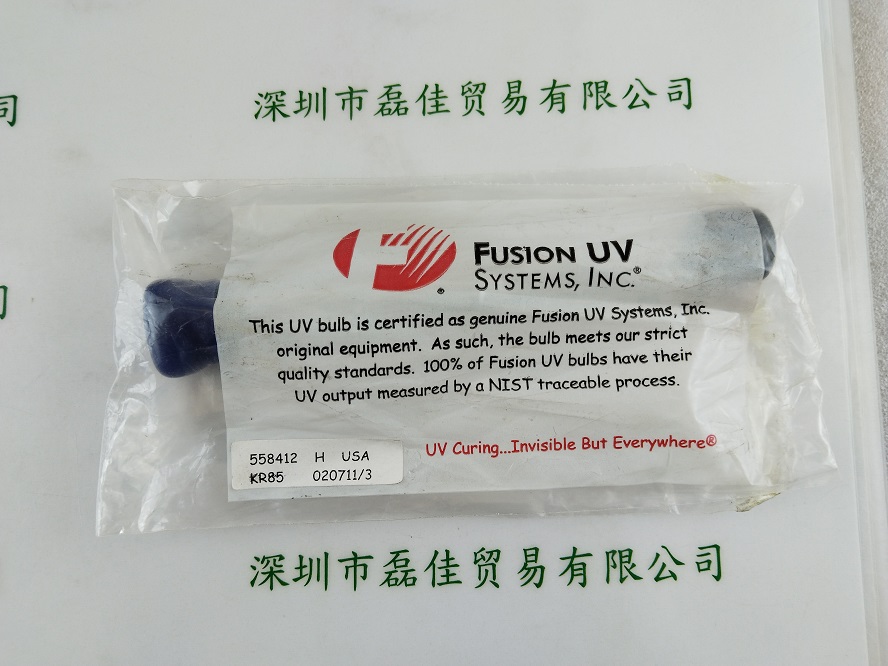 司
深圳市磊佳贸易有限公司
FUSION UV
SYSTEMS, INC.®
®
This UV bulb is certified as genuine Fusion UV Systems, Inc.
original equipment. As such, the bulb meets our strict
quality standards. 100% of Fusion UV bulbs have their
UV output measured by a NIST traceable process.
UV Curing...Invisible But Everywhere®
558412 H USA
KR85 020711/3
司
深圳市磊佳贸易有限公司